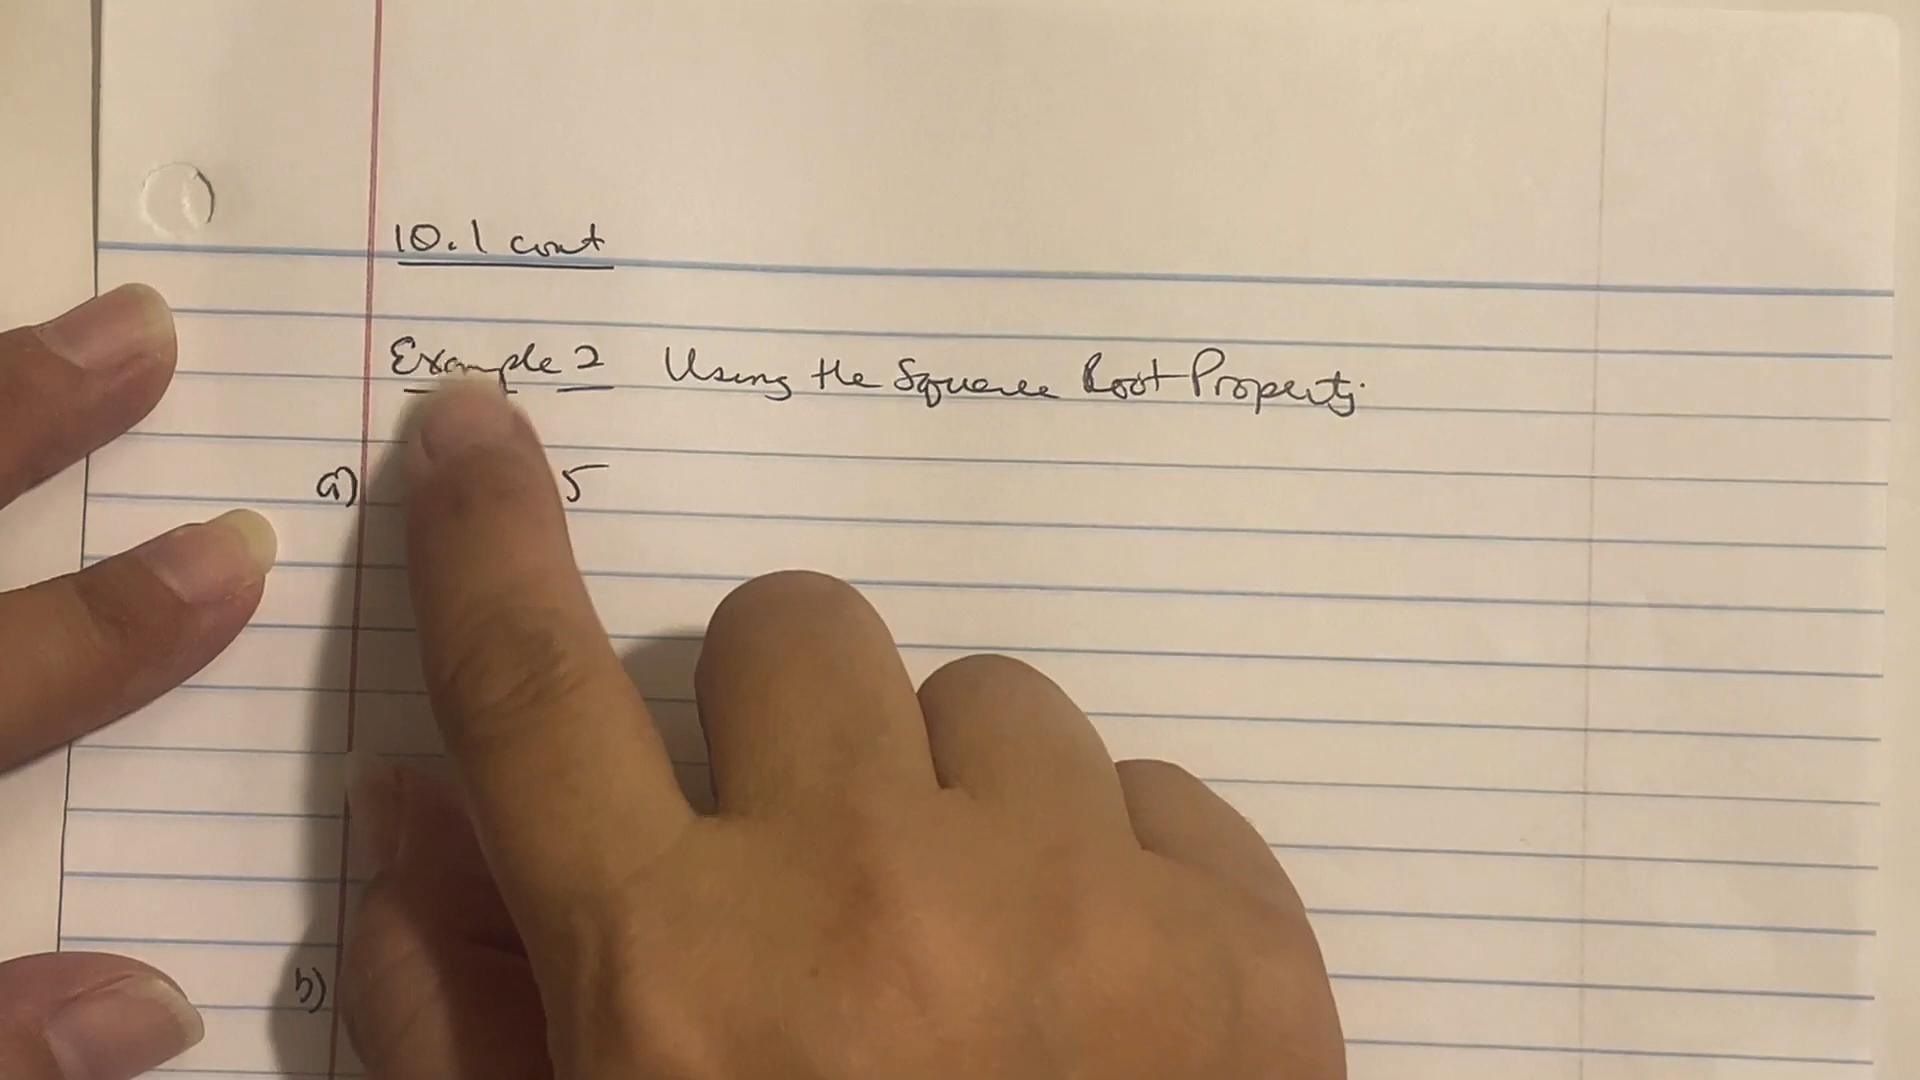 10.1 cont
Example 2 Using the Square Root Property.
a) 5
b)